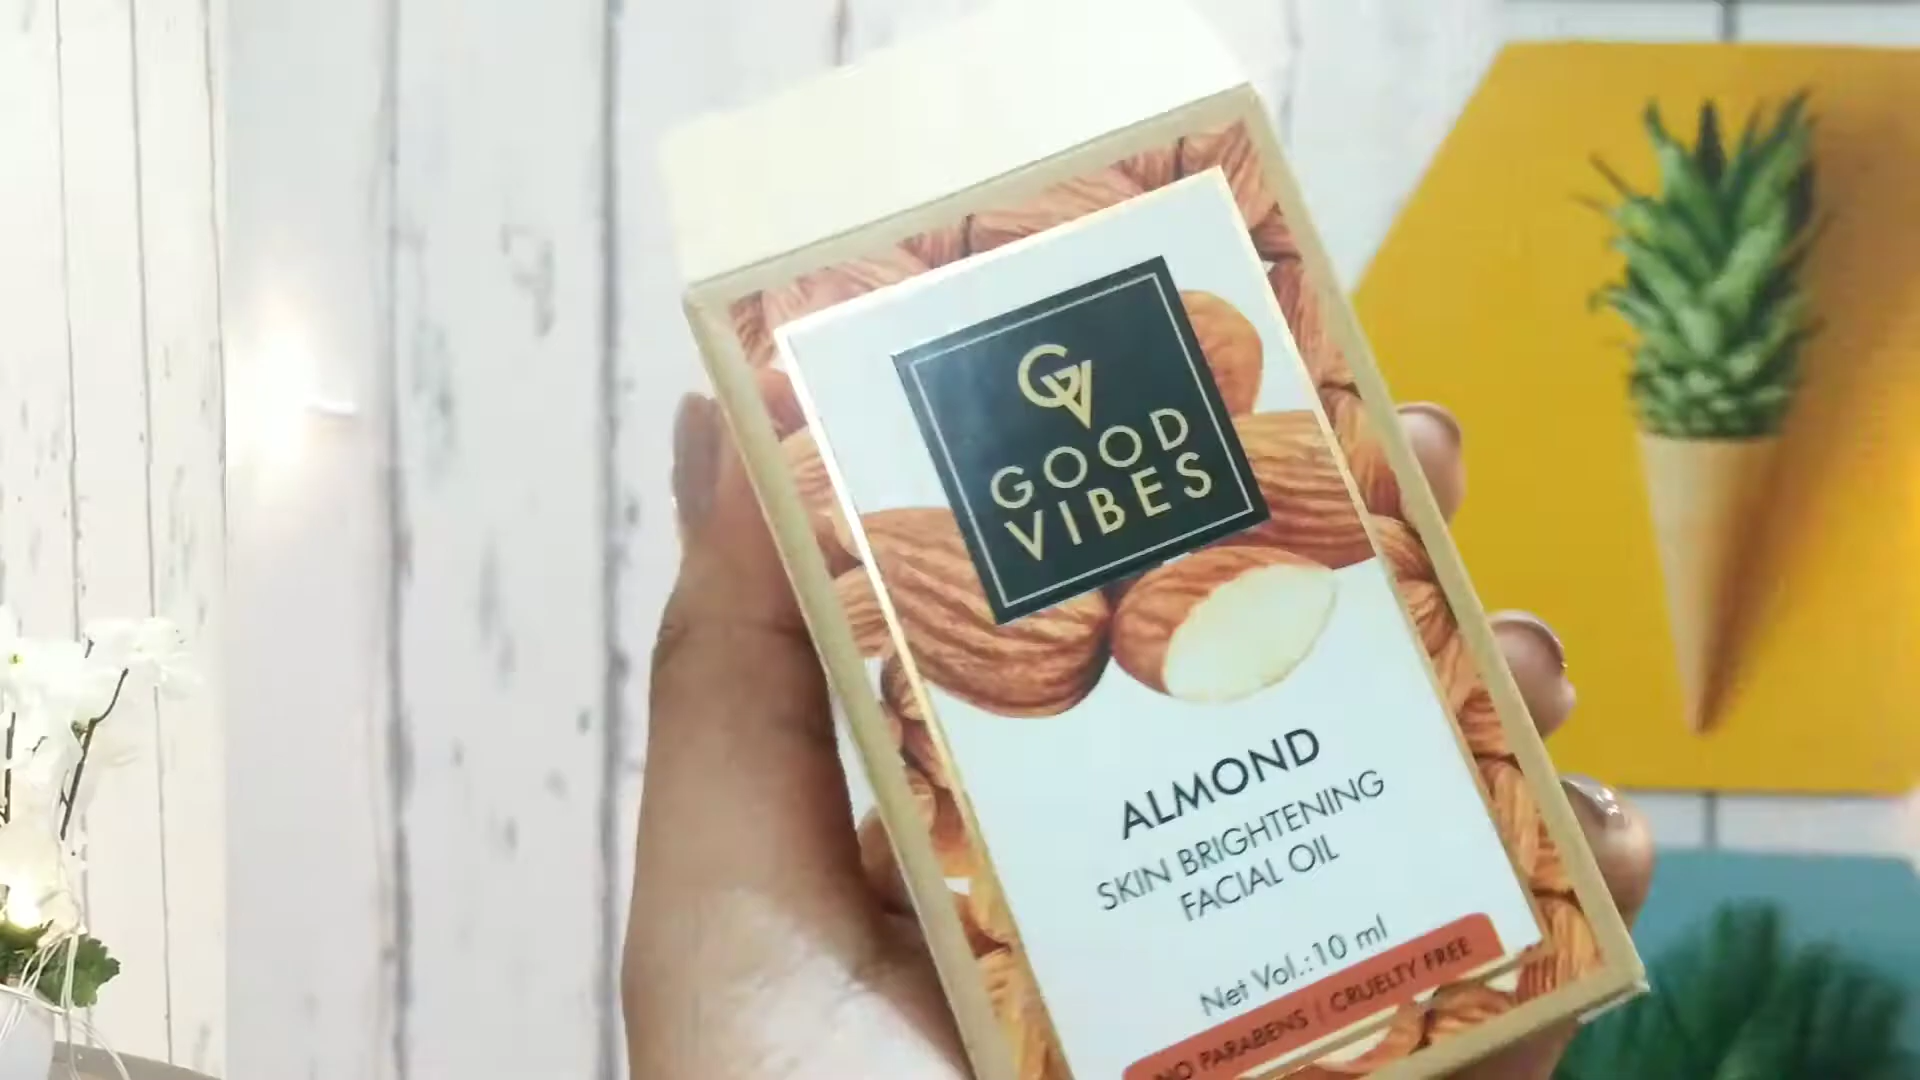 GV
GOOD
VIBES
ALMOND
SKIN BRIGHTENING
FACIAL OIL
Net Vol.:10 ml
NO PARABENS | CRUELTY FREE